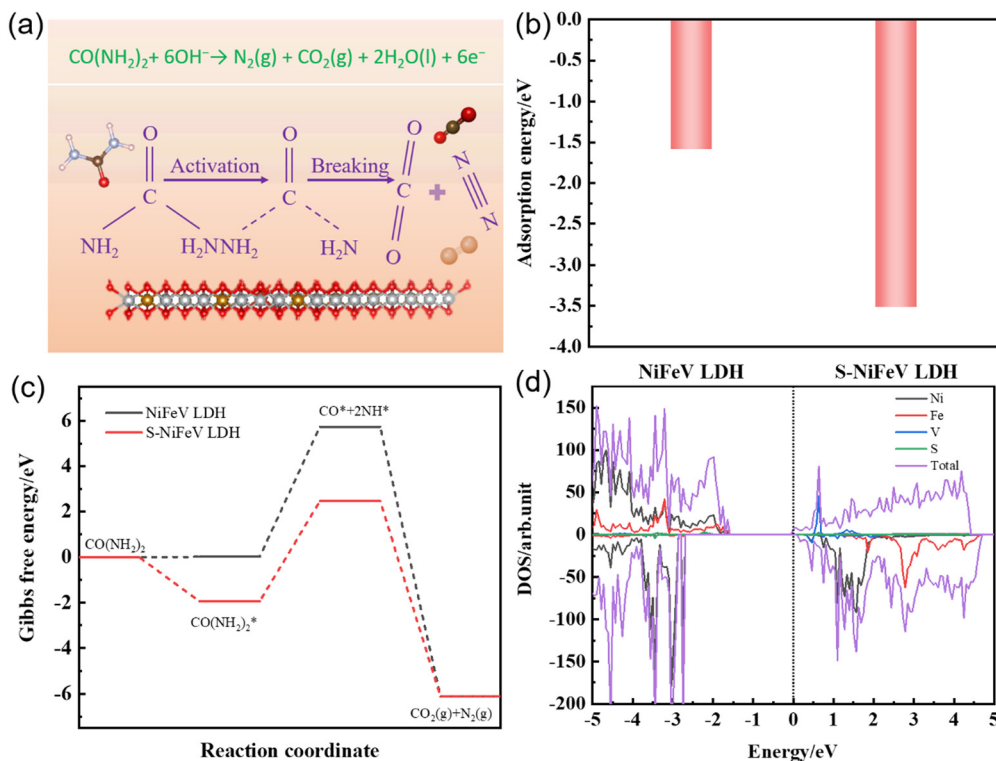 (a)
CO(NH₂)₂+ 6OH⁻→ N₂(g) + CO₂(g) + 2H₂O(l) + 6e⁻
O
C
NH₂
H₂N
Activation
O
C
NH₂
H₂N
Breaking
O
C
O
+
N
N
(b)
Adsorption energy/eV
0.0
-0.5
-1.0
-1.5
-2.0
-2.5
-3.0
-3.5
-4.0
NiFeV LDH
S-NiFeV LDH
(c)
Gibbs free energy/eV
6
4
2
0
-2
-4
-6
NiFeV LDH
S-NiFeV LDH
CO*+2NH*
CO(NH₂)₂
CO(NH₂)₂*
CO₂(g)+N₂(g)
Reaction coordinate
(d)
DOS/arb.unit
150
100
50
0
-50
-100
-150
-200
Ni
Fe
V
S
Total
-5 -4 -3 -2 -1 0 1 2 3 4 5
Energy/eV